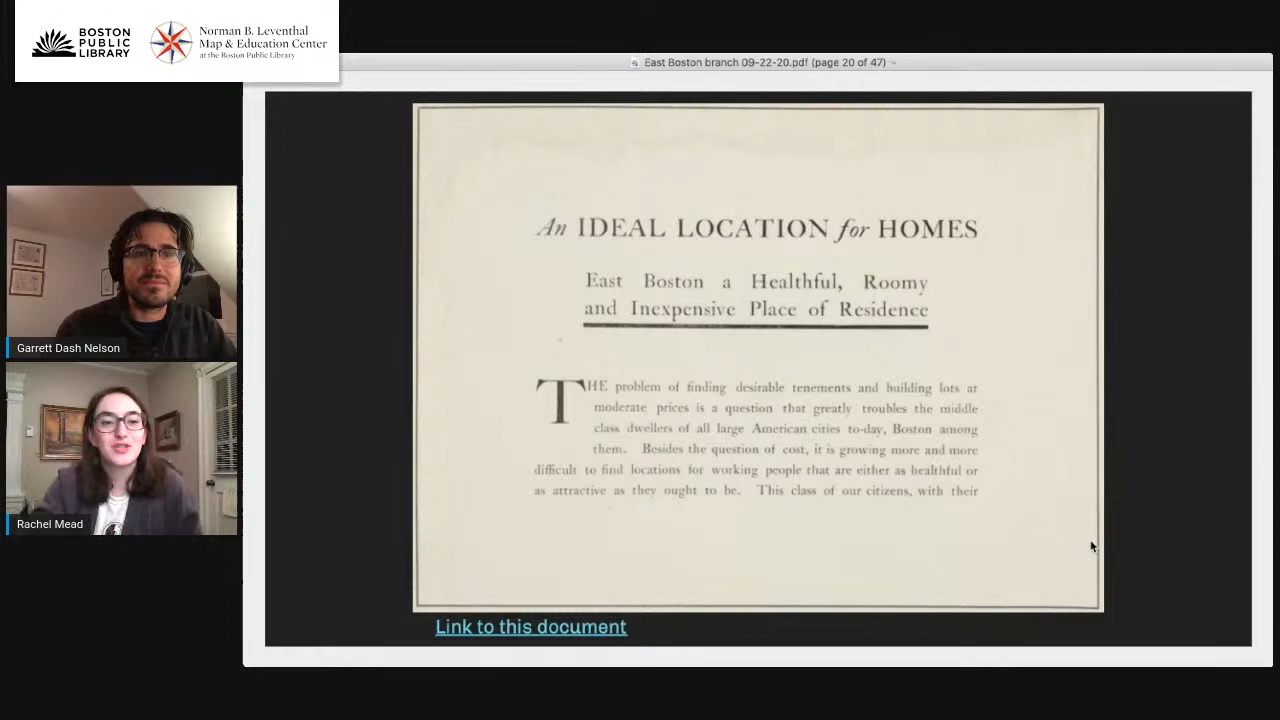 BOSTON
PUBLIC
LIBRARY
Norman B. Leventhal
Map & Education Center
at the Boston Public Library
East Boston branch 09-22-20.pdf (page 20 of 47)
An IDEAL LOCATION for HOMES
East Boston a Healthful, Roomy
and Inexpensive Place of Residence
THE problem of finding desirable tenements and building lots at
moderate prices is a question that greatly troubles the middle
class dwellers of all large American cities to-day, Boston among
them. Besides the question of cost, it is growing more and more
difficult to find locations for working people that are either as healthful or
as attractive as they ought to be. This class of our citizens, with their
Link to this document
Garrett Dash Nelson
Rachel Mead